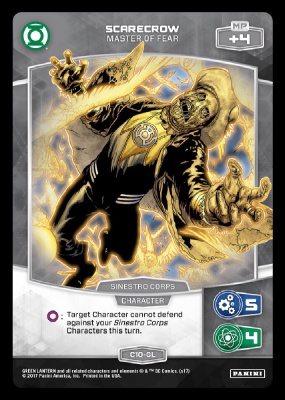 SCARECROW
MASTER OF FEAR
MP
+4
SINESTRO CORPS
CHARACTER
: Target Character cannot defend
against your Sinestro Corps
Characters this turn.
5
4
C10-GL
GREEN LANTERN and all related characters and elements © & ™ DC Comics. (s17)
© 2017 Panini America, Inc. Printed in the USA.
PANINI